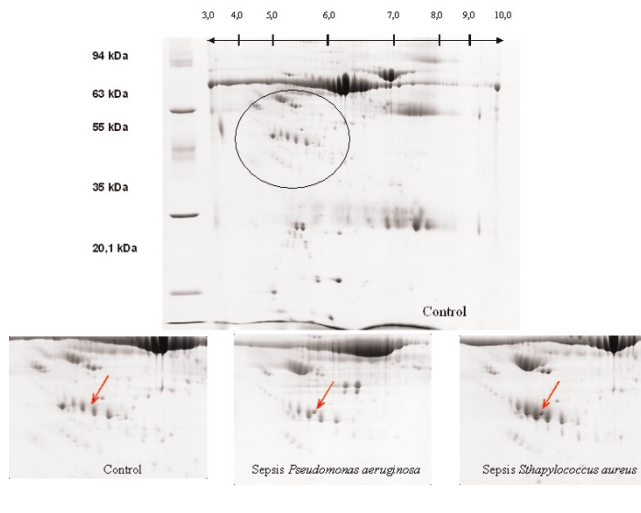 3,0 4,0 5,0 6,0 7,0 8,0 9,0 10,0
94 kDa
63 kDa
55 kDa
35 kDa
20,1 kDa
Control
Control
Sepsis Pseudomonas aeruginosa
Sepsis Sthapylococcus aureus